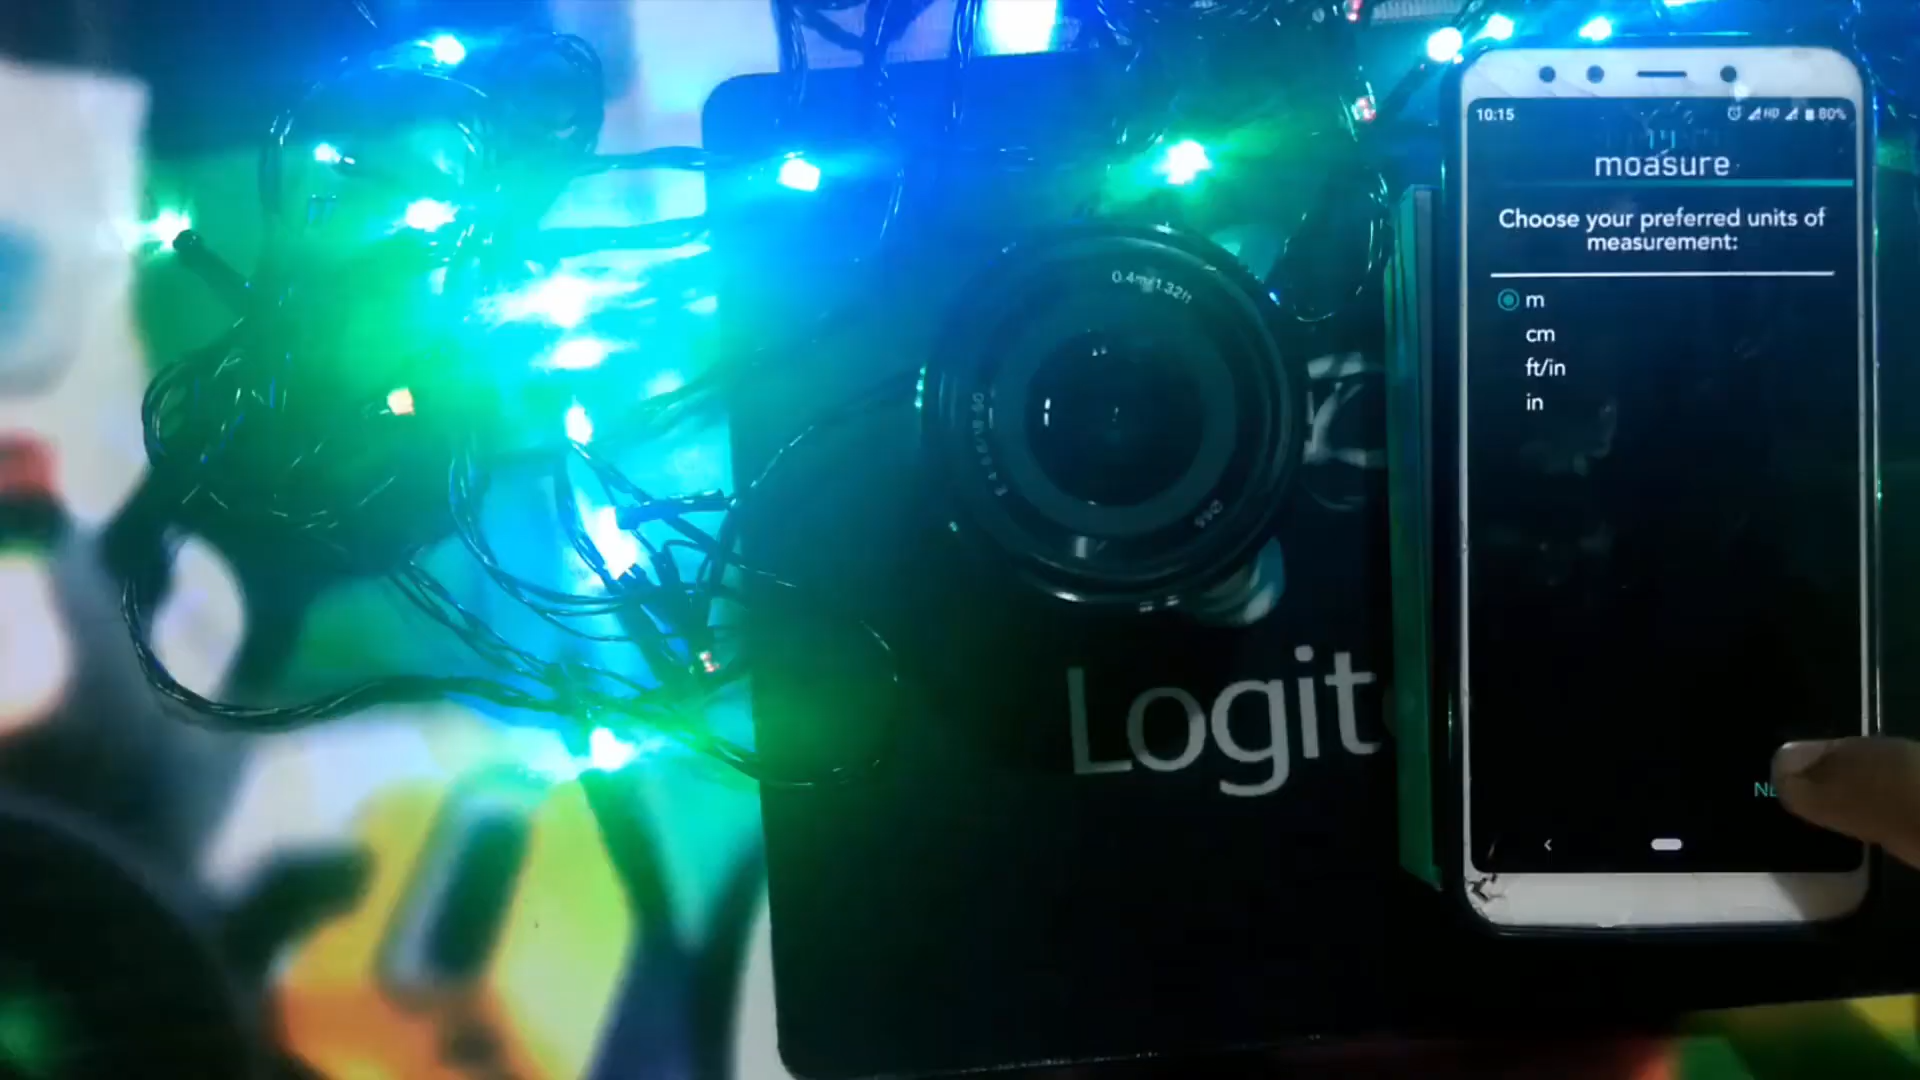 0.4m/1.32ft
Logit
10:15
HD
80%
moasure
Choose your preferred units of
measurement:
m
cm
ft/in
in